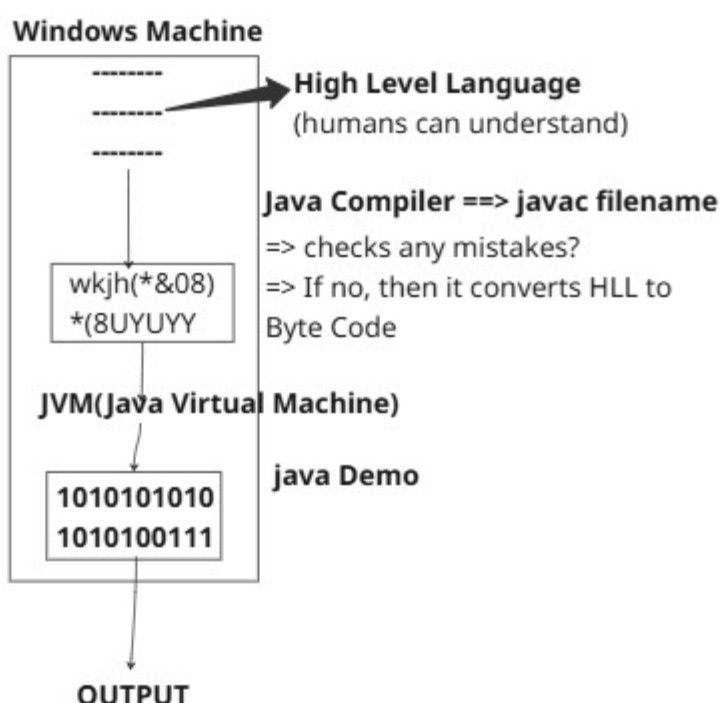 Windows Machine
--------
--------
--------
High Level Language
(humans can understand)
Java Compiler ==> javac filename
=> checks any mistakes?
=> If no, then it converts HLL to
Byte Code
wkjh(*&08)
*(8UYUYY
JVM(Java Virtual Machine)
java Demo
1010101010
1010100111
OUTPUT